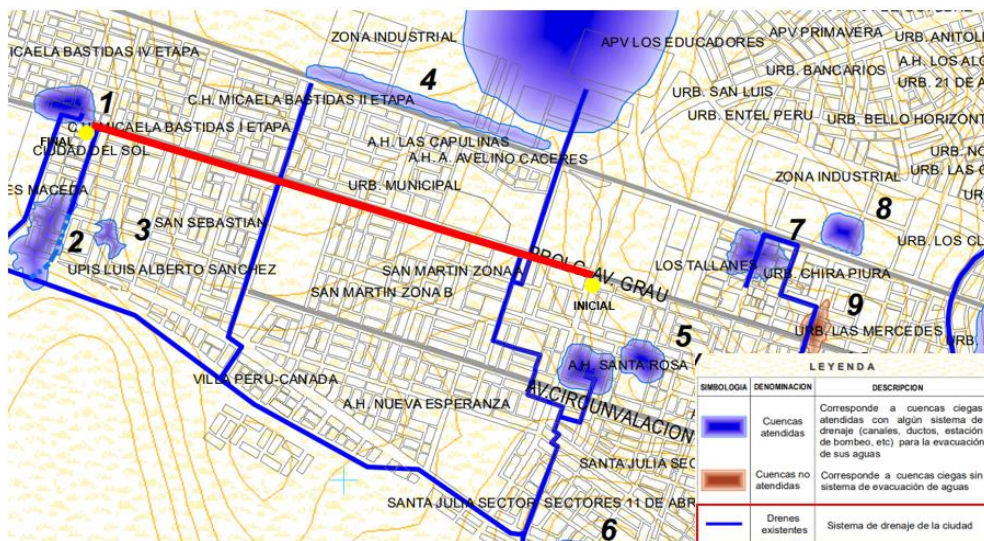 ZONA INDUSTRIAL
APV PRIMAVERA
URB. ANITOL
APV LOS EDUCADORES
ICAELA BASTIDAS IV ETAPA
URB. BANCARIOS
A.H. LOS ALG
4
URB. 21 DE A
URB. SAN LUIS
1
C.H. MICAELA BASTIDAS II ETAPA
URB. ENTEL PERU
URB. BELLO HORIZONT
MICAELA BASTIDAS I ETAPA
A.H. LAS CAPULINAS
FINAL
CIUDAD DEL SOL
A.H. A. AVELINO CACERES
URB. NO
ZONA INDUSTRIAL
URB. LAS
ES MACEDA
URB. MUNICIPAL
8
3
SAN SEBASTIAN
7
2
URB. LOS CL
UPIS LUIS ALBERTO SANCHEZ
SAN MARTIN ZONA A
PROLG. AV. GRAU
LOS TALLANES
URB. CHIRA PIURA
SAN MARTIN ZONA B
INICIAL
9
5
URB. LAS MERCEDES
URB.
A.H. SANTA ROSA
VILLA PERU-CANADA
A.H. NUEVA ESPERANZA
AV.CIRCUNVALACION
SANTA JULIA SEC
SANTA JULIA SECTOR
SECTORES 11 DE ABR
6
LEYENDA
SIMBOLOGIA DENOMINACION DESCRIPCION
Cuencas atendidas
Corresponde a cuencas ciegas
atendidas con algún sistema de
drenaje (canales, ductos, estación
de bombeo, etc) para la evacuación
de sus aguas
Cuencas no atendidas
Corresponde a cuencas ciegas sin
sistema de evacuación de aguas
Drenes existentes
Sistema de drenaje de la ciudad